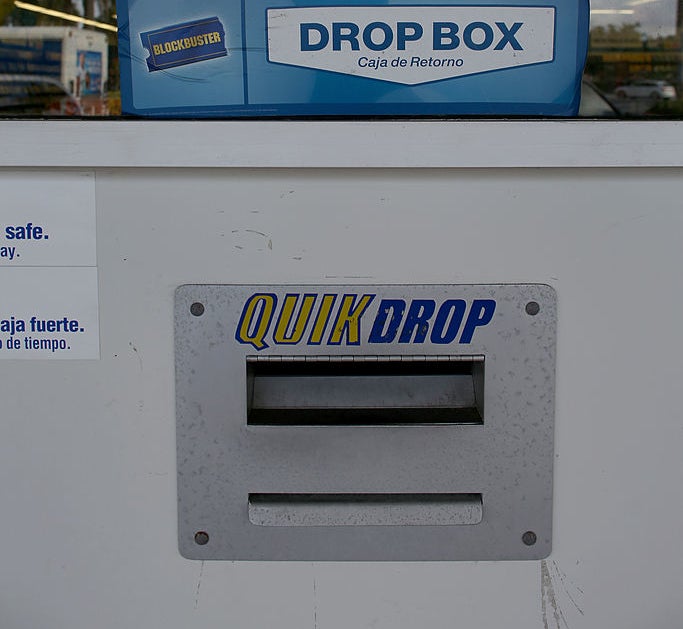 BLOCKBUSTER
DROP BOX
Caja de Retorno
safe.
ay.
aja fuerte.
o de tiempo.
QUIKDROP